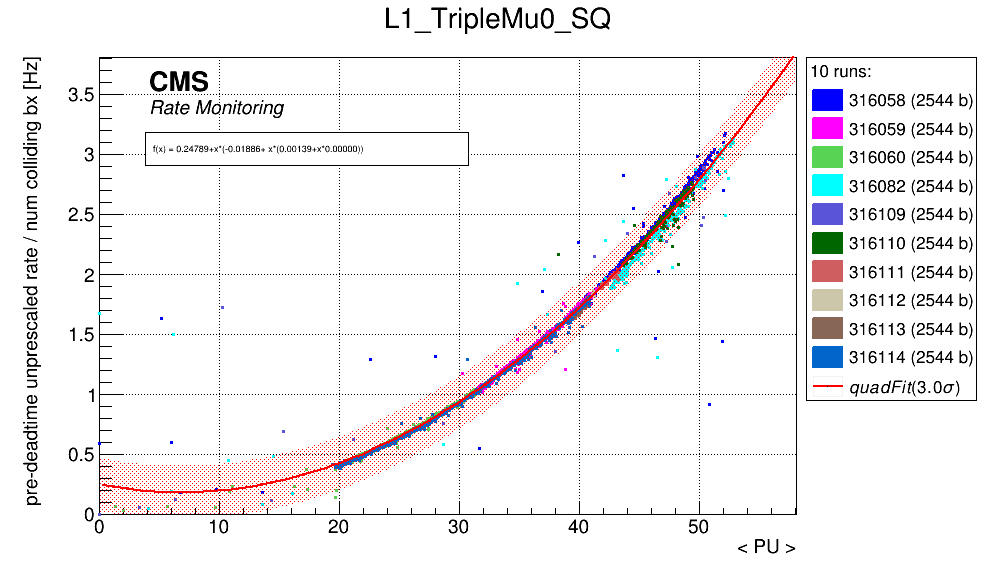 L1_TripleMu0_SQ
pre-deadtime unprescaled rate / num colliding bx [Hz]
CMS
Rate Monitoring
f(x) = 0.24789+x*(-0.01886+ x*(0.00139+x*0.00000))
3.5
3
2.5
2
1.5
1
0.5
0
0 10 20 30 40 50
< PU >
10 runs:
316058 (2544 b)
316059 (2544 b)
316060 (2544 b)
316082 (2544 b)
316109 (2544 b)
316110 (2544 b)
316111 (2544 b)
316112 (2544 b)
316113 (2544 b)
316114 (2544 b)
quadFit(3.0σ)